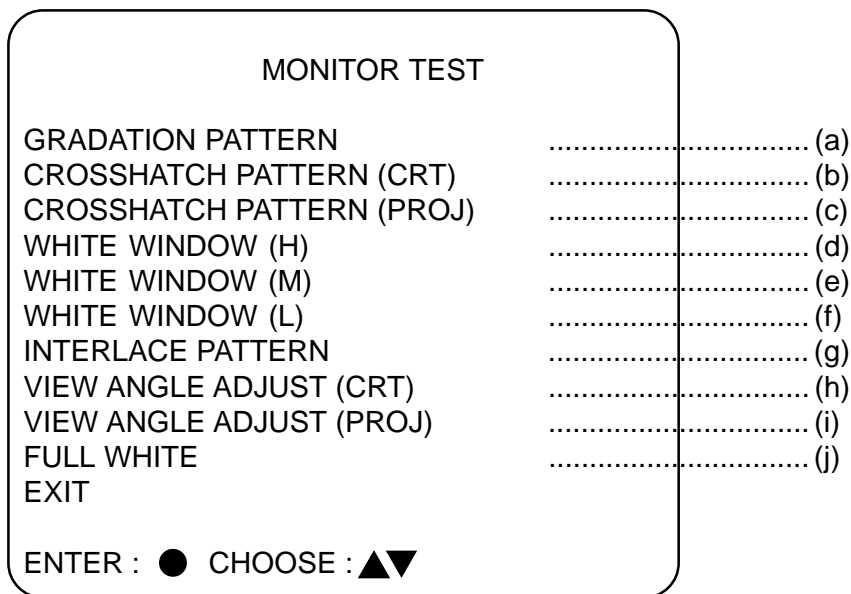 MONITOR TEST
GRADATION PATTERN ................................ (a)
CROSSHATCH PATTERN (CRT) ................................ (b)
CROSSHATCH PATTERN (PROJ) ................................ (c)
WHITE WINDOW (H) ................................ (d)
WHITE WINDOW (M) ................................ (e)
WHITE WINDOW (L) ................................ (f)
INTERLACE PATTERN ................................ (g)
VIEW ANGLE ADJUST (CRT) ................................ (h)
VIEW ANGLE ADJUST (PROJ) ................................ (i)
FULL WHITE ................................ (j)
EXIT
ENTER : ● CHOOSE : ▲▼